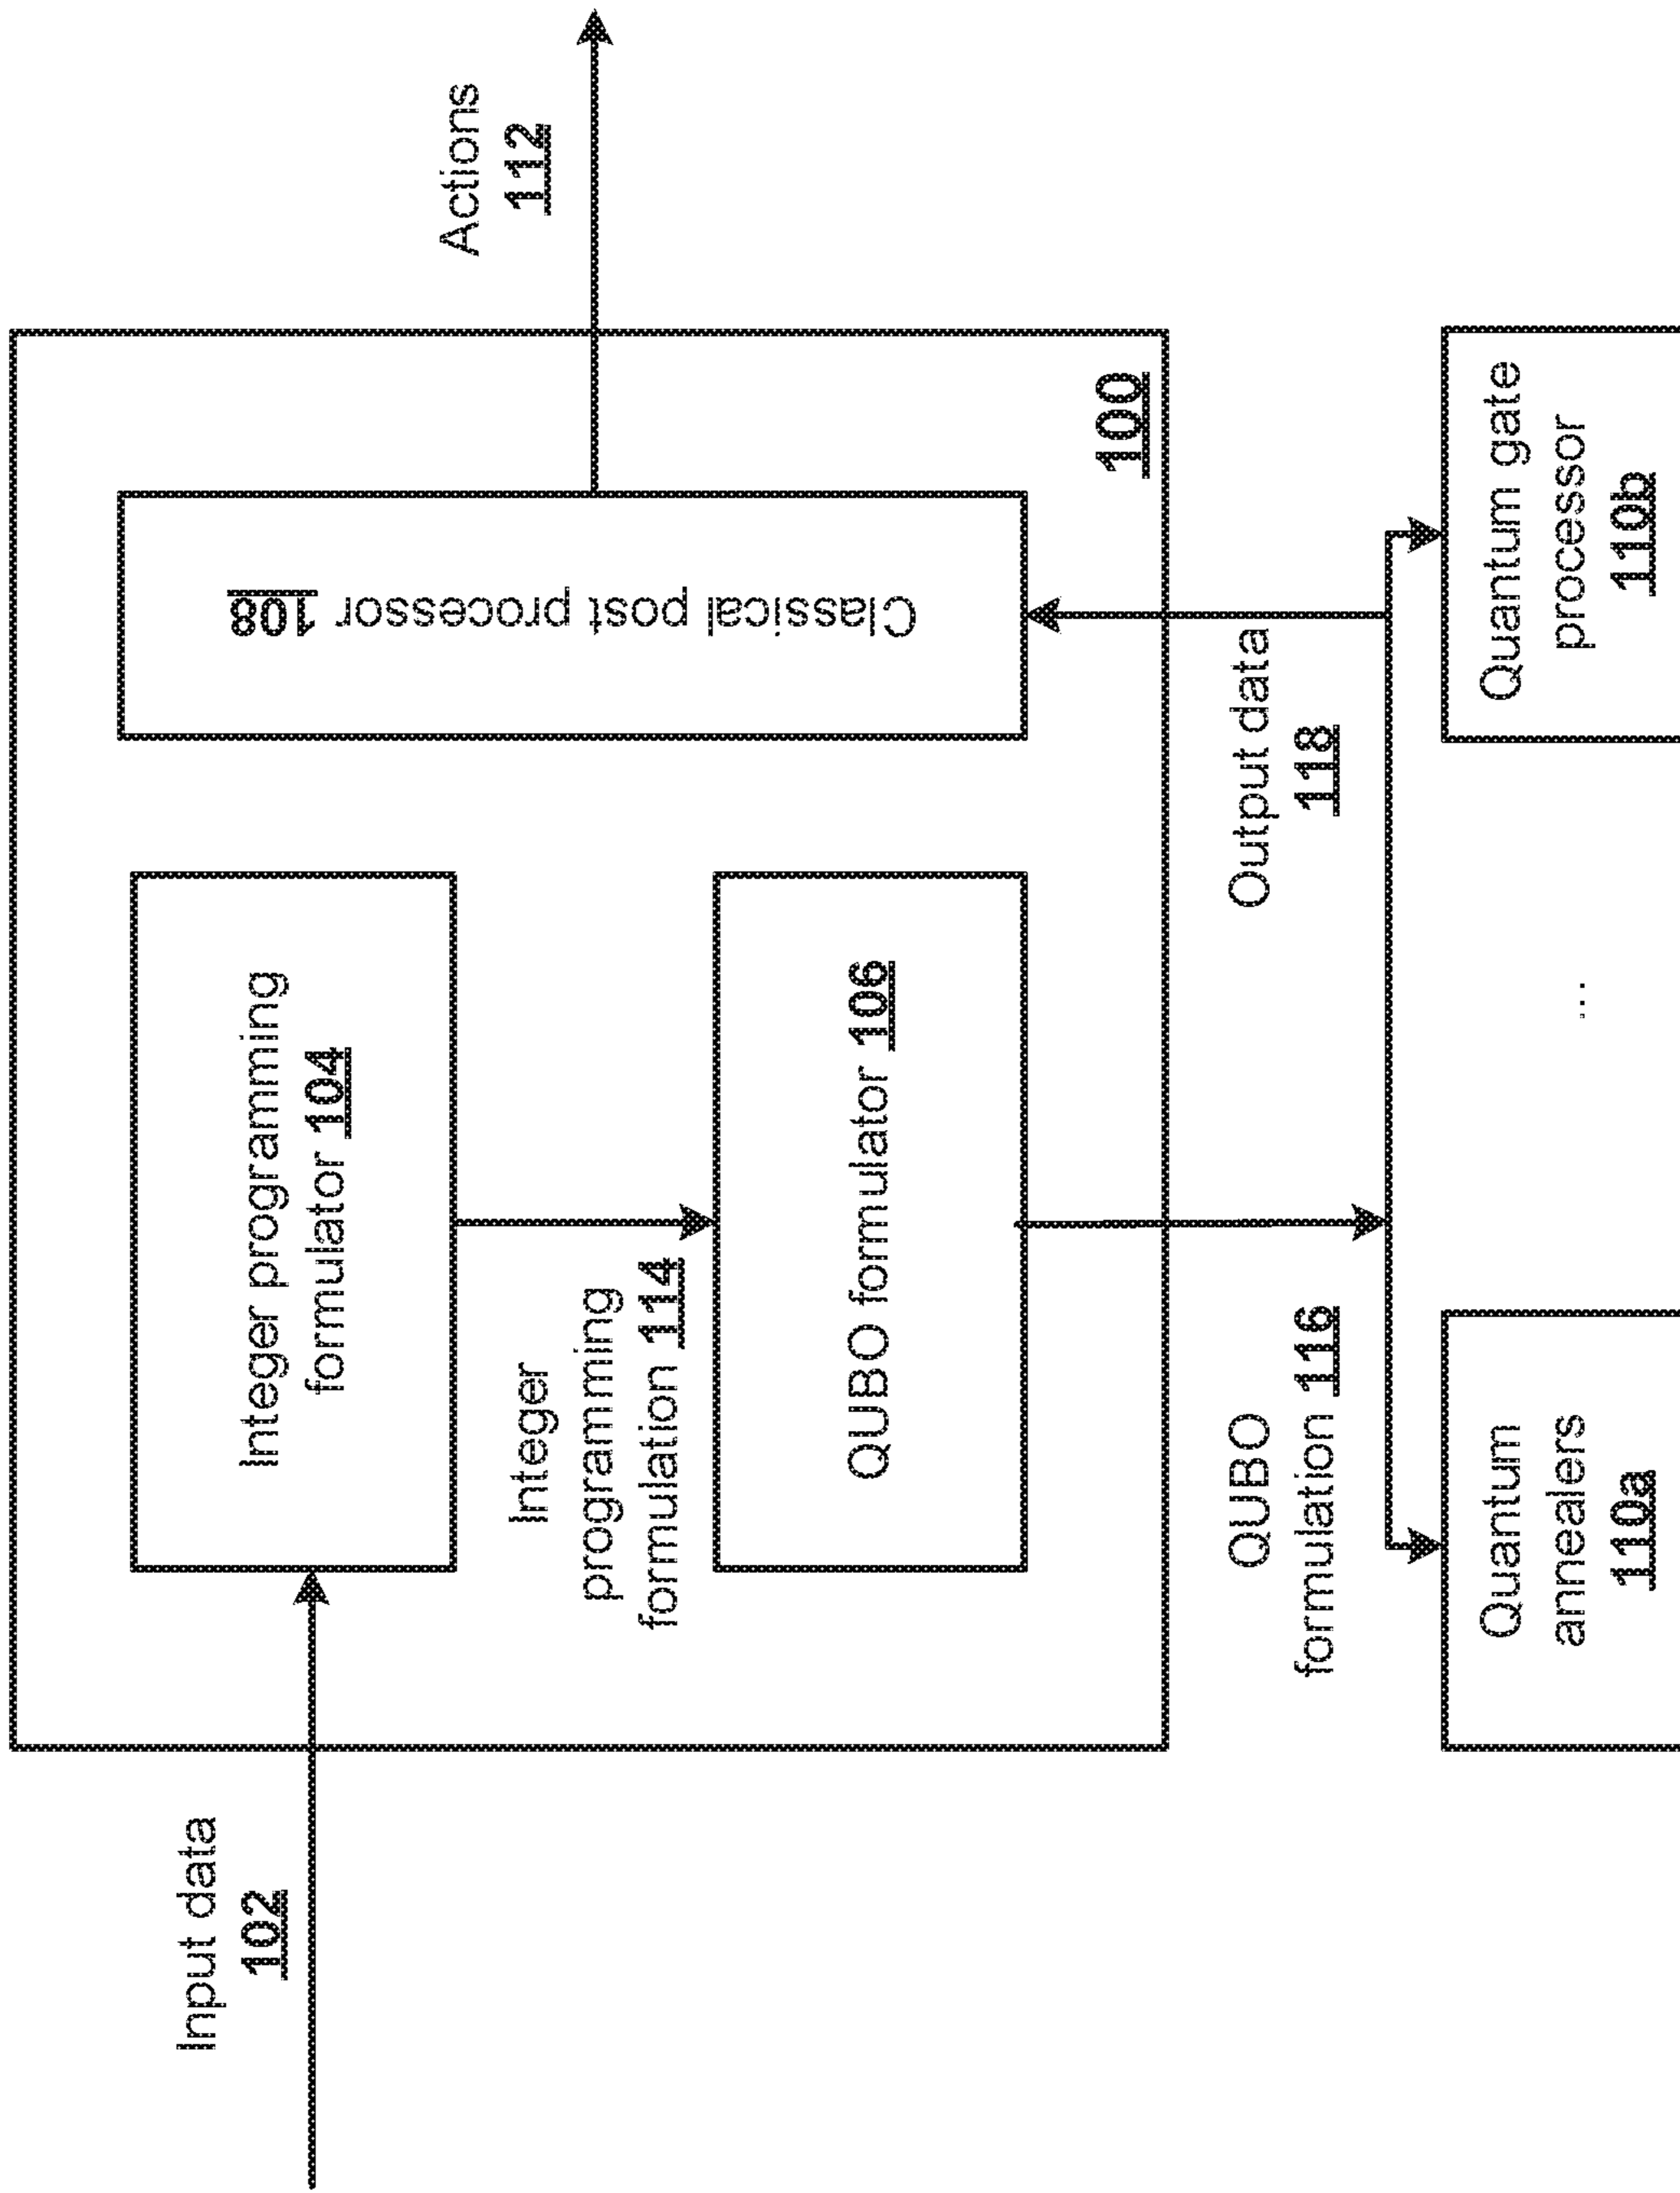 Input data
102
Integer programming
formulator 104
Classical post processor 108
Actions
112
Integer
programming
formulation 114
QUBO formulator 106
100
QUBO
formulation 116
Output data
118
Quantum
annealers
110a
...
Quantum gate
processor
110b